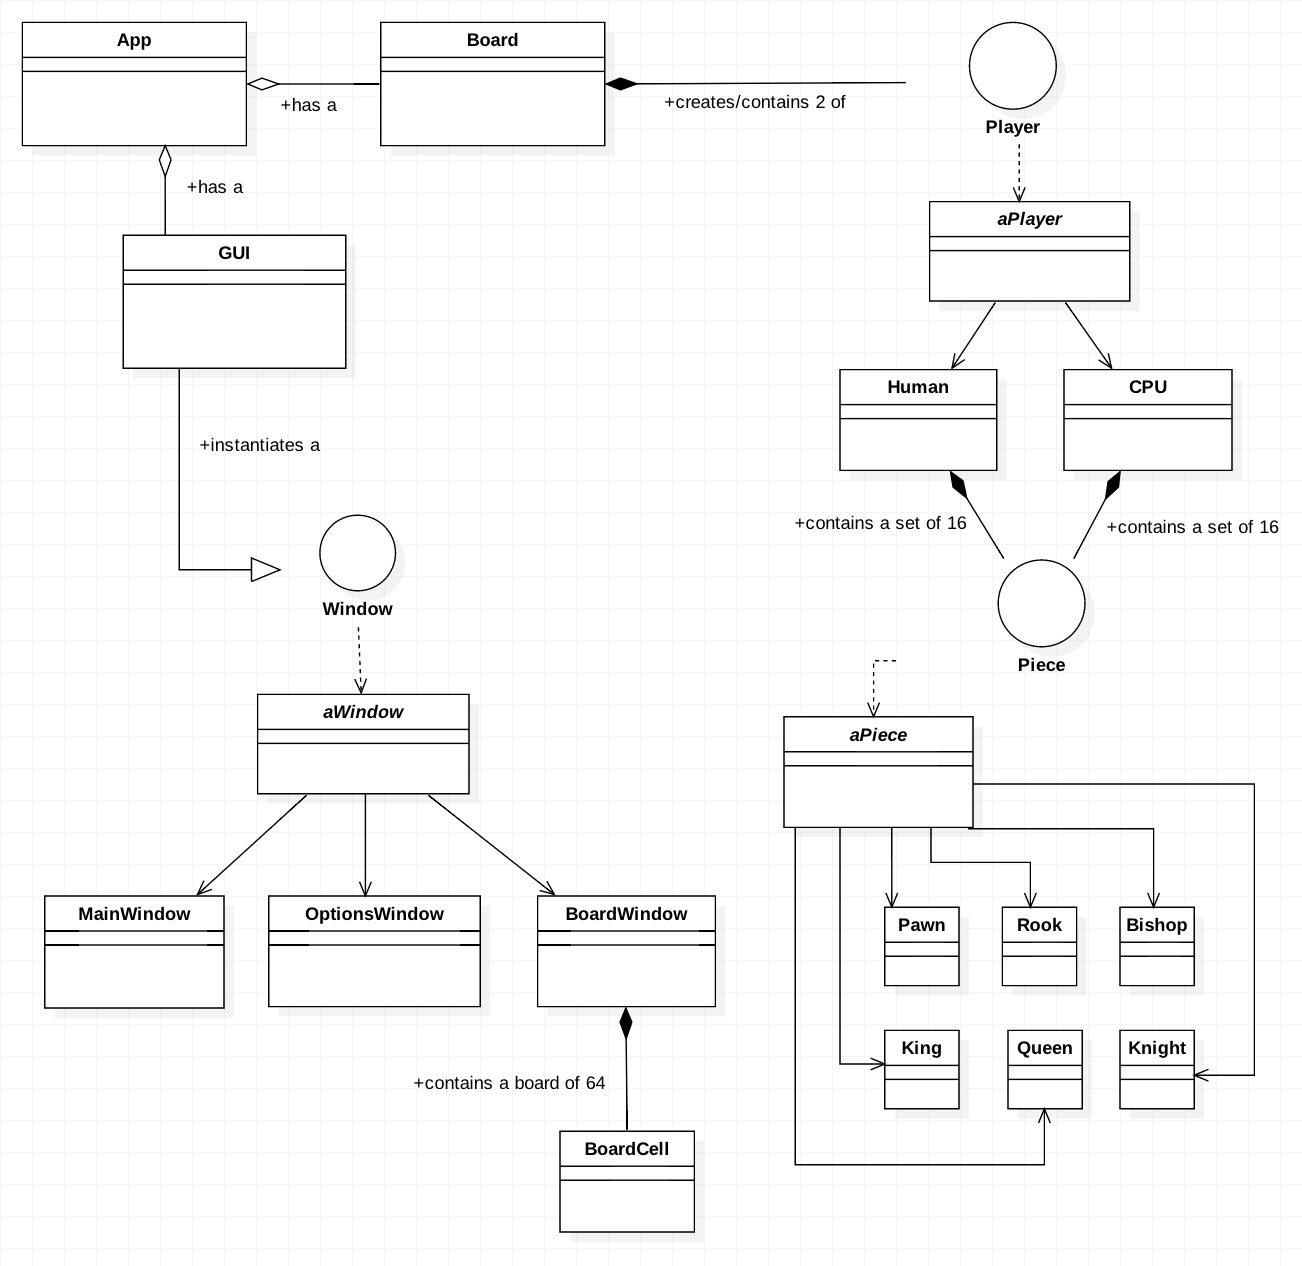 App
Board
+has a
+creates/contains 2 of
Player
+has a
aPlayer
GUI
Human
CPU
+instantiates a
+contains a set of 16
+contains a set of 16
Window
Piece
aWindow
aPiece
MainWindow
OptionsWindow
BoardWindow
Pawn
Rook
Bishop
King
Queen
Knight
+contains a board of 64
BoardCell